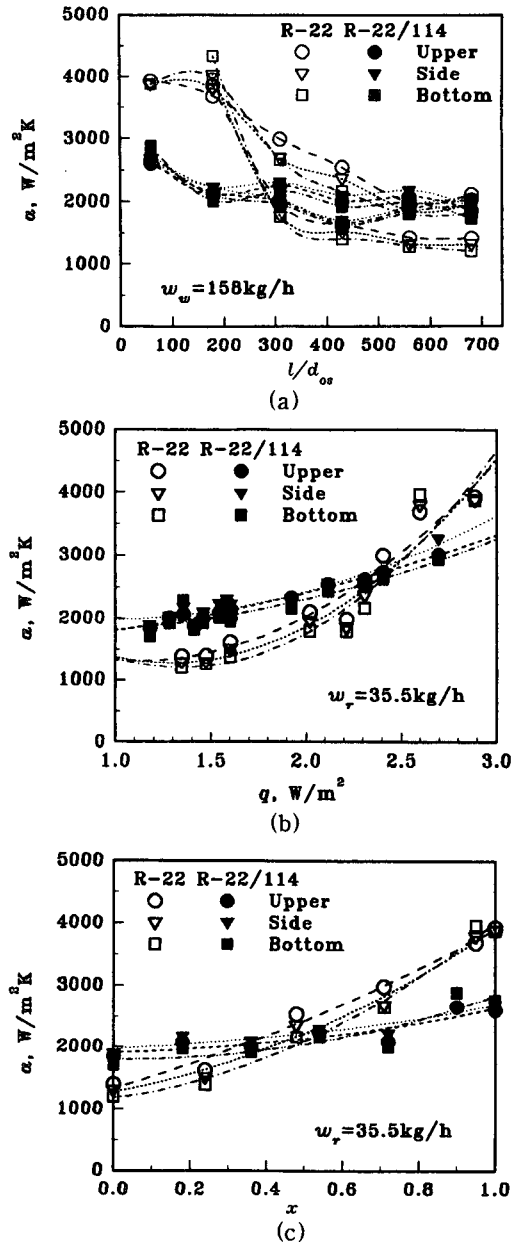 5000
R-22 R-22/114
Upper
4000
Side
Bottom
3000
α, W/m²K
2000
1000
w_w=158kg/h
0
0 100 200 300 400 500 600 700
l/d_os
(a)
5000
R-22 R-22/114
Upper
4000
Side
Bottom
3000
α, W/m²K
2000
1000
w_r=35.5kg/h
0
1.0 1.5 2.0 2.5 3.0
q, W/m²
(b)
5000
R-22 R-22/114
Upper
4000
Side
Bottom
3000
α, W/m²K
2000
1000
w_r=35.5kg/h
0
0.0 0.2 0.4 0.6 0.8 1.0
x
(c)